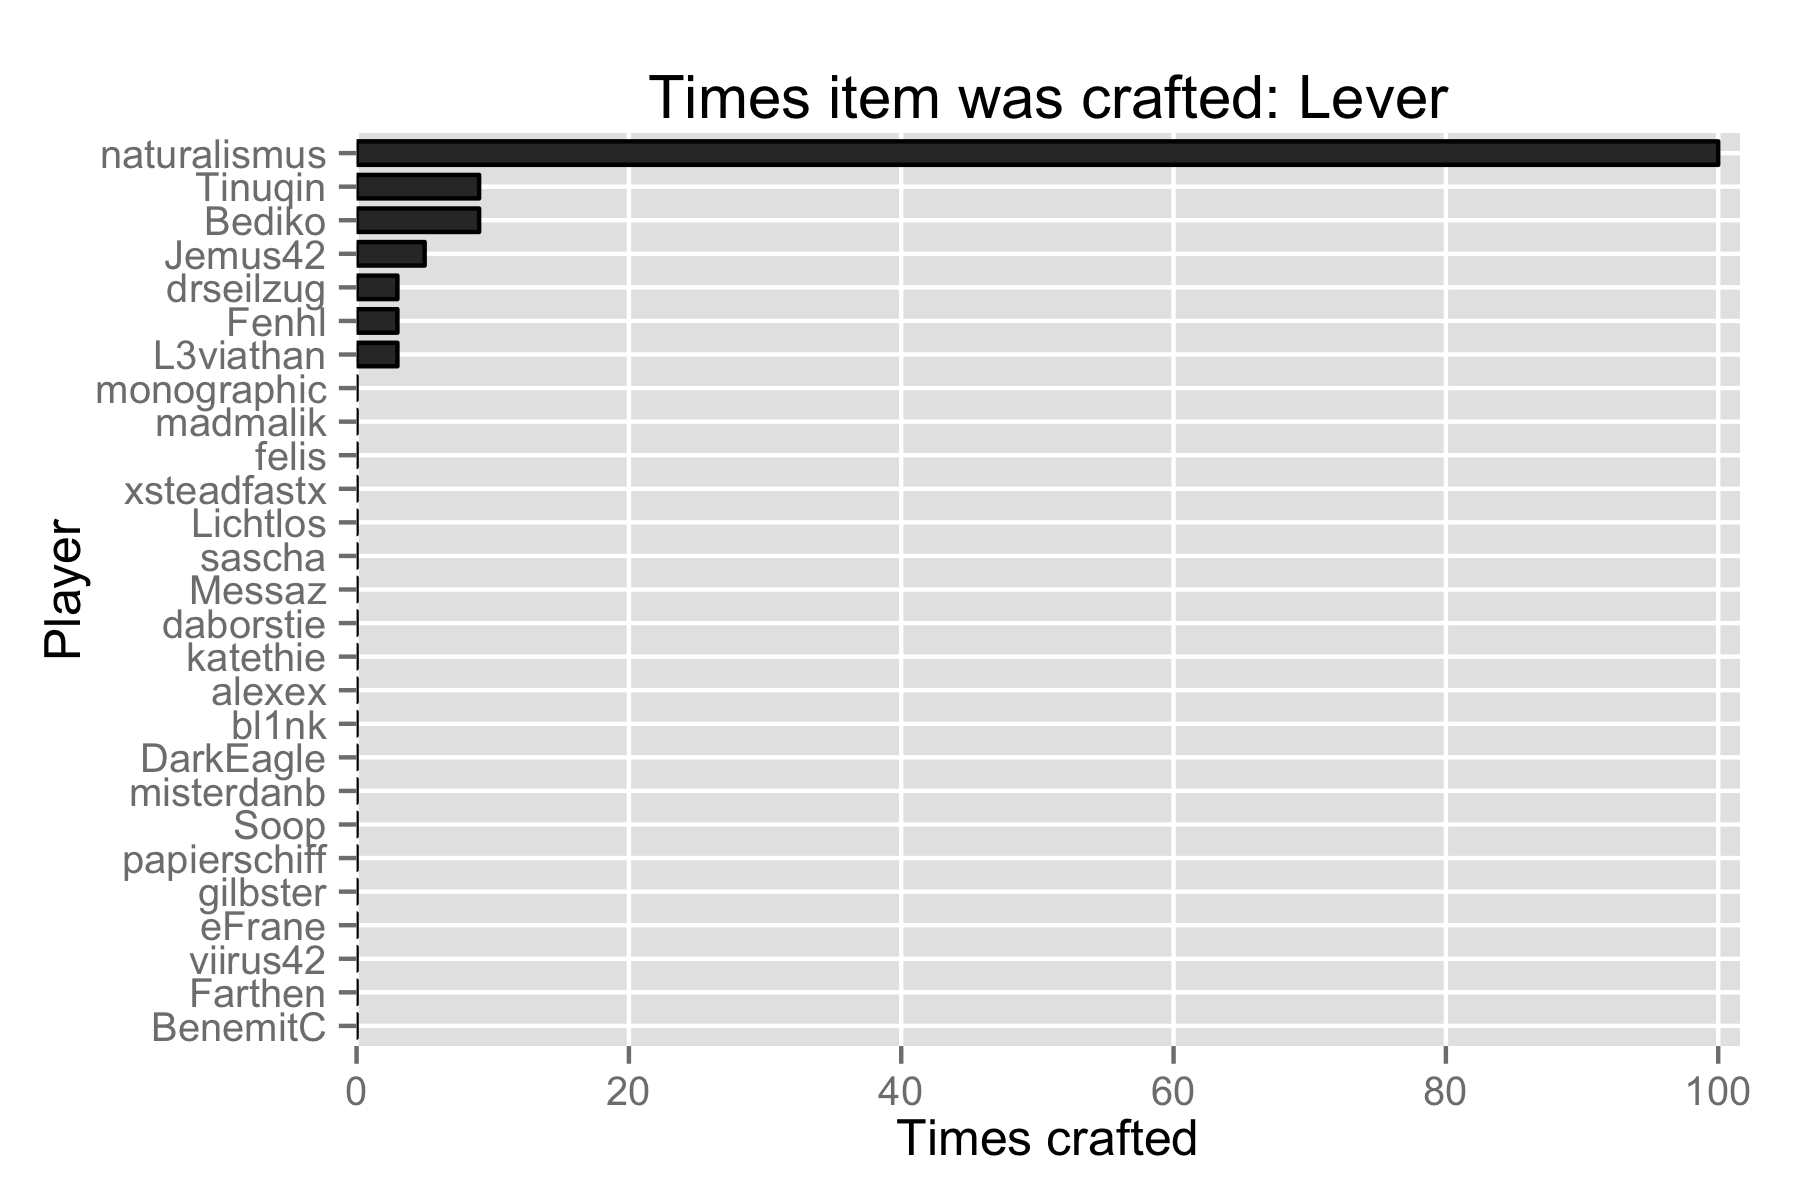 Times item was crafted: Lever
naturalismus
Tinuqin
Bediko
Jemus42
drseilzug
Fenhl
L3viathan
monographic
madmalik
felis
xsteadfastx
Lichtlos
sascha
Messaz
daborstie
katethie
alexex
bl1nk
DarkEagle
misterdanb
Soop
papierschiff
gilbster
eFrane
viirus42
Farthen
BenemitC
Player
0 20 40 60 80 100
Times crafted